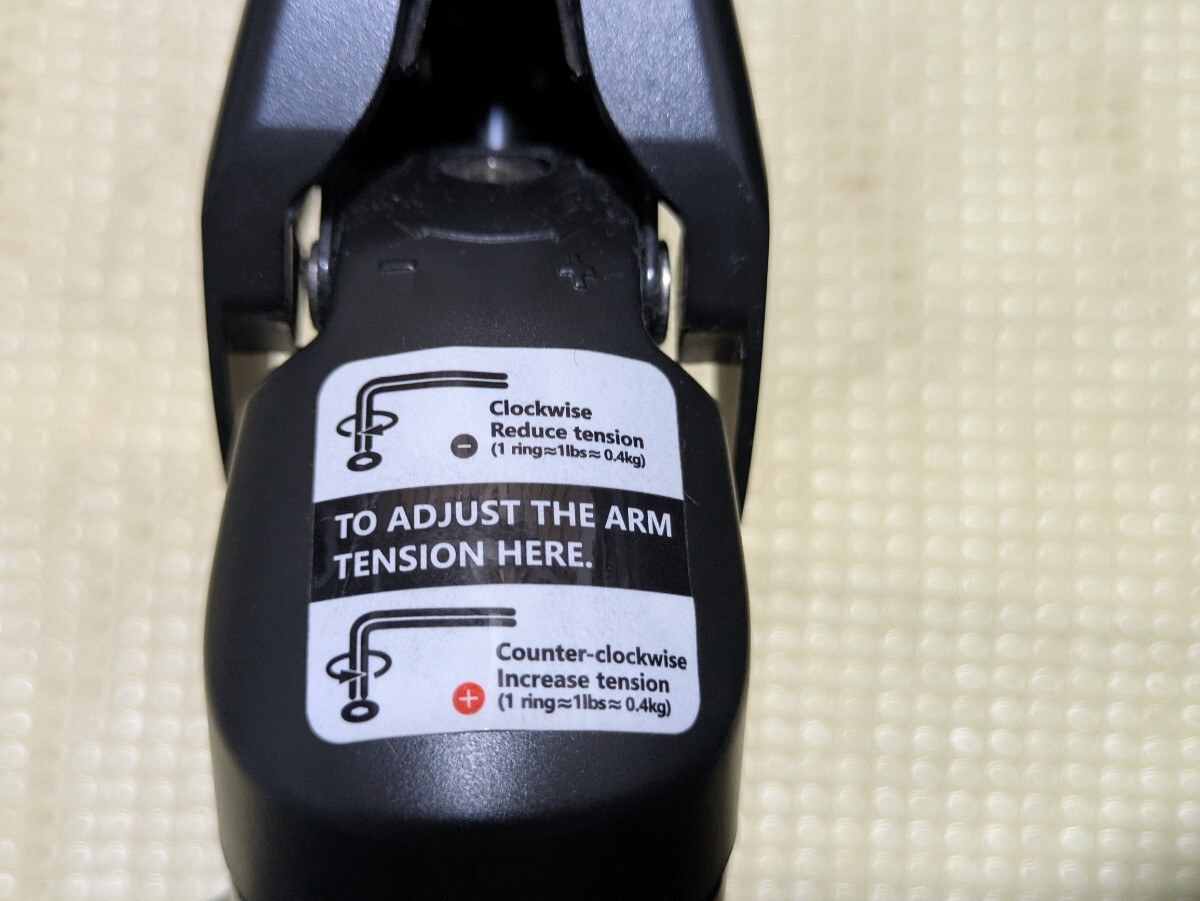 - +
Clockwise
Reduce tension
- (1 ring≈1lbs≈ 0.4kg)
TO ADJUST THE ARM
TENSION HERE.
Counter-clockwise
Increase tension
+ (1 ring≈1lbs≈ 0.4kg)